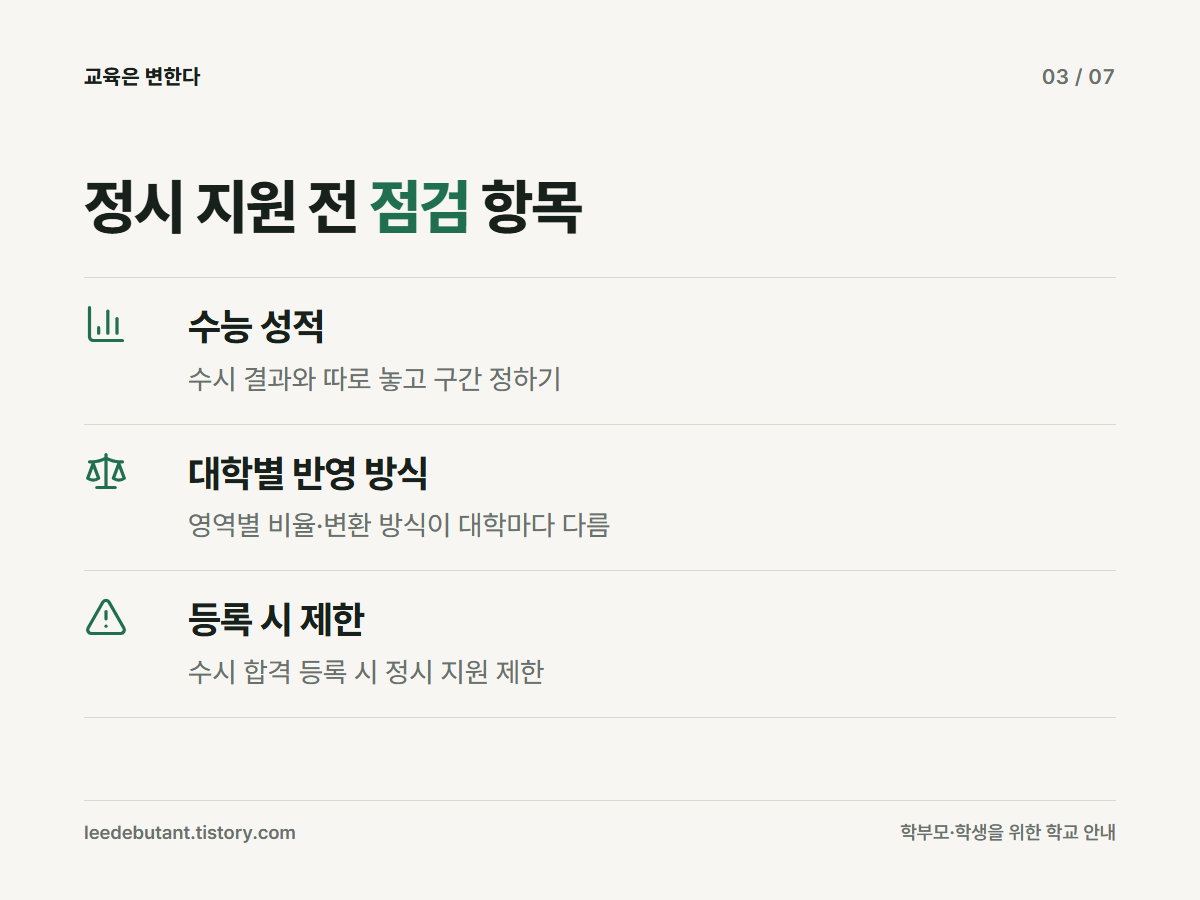 교육은 변한다
03 / 07
정시 지원 전 점검 항목
수능 성적
수시 결과와 따로 놓고 구간 정하기
대학별 반영 방식
영역별 비율·변환 방식이 대학마다 다름
등록 시 제한
수시 합격 등록 시 정시 지원 제한
leedebutant.tistory.com
학부모·학생을 위한 학교 안내